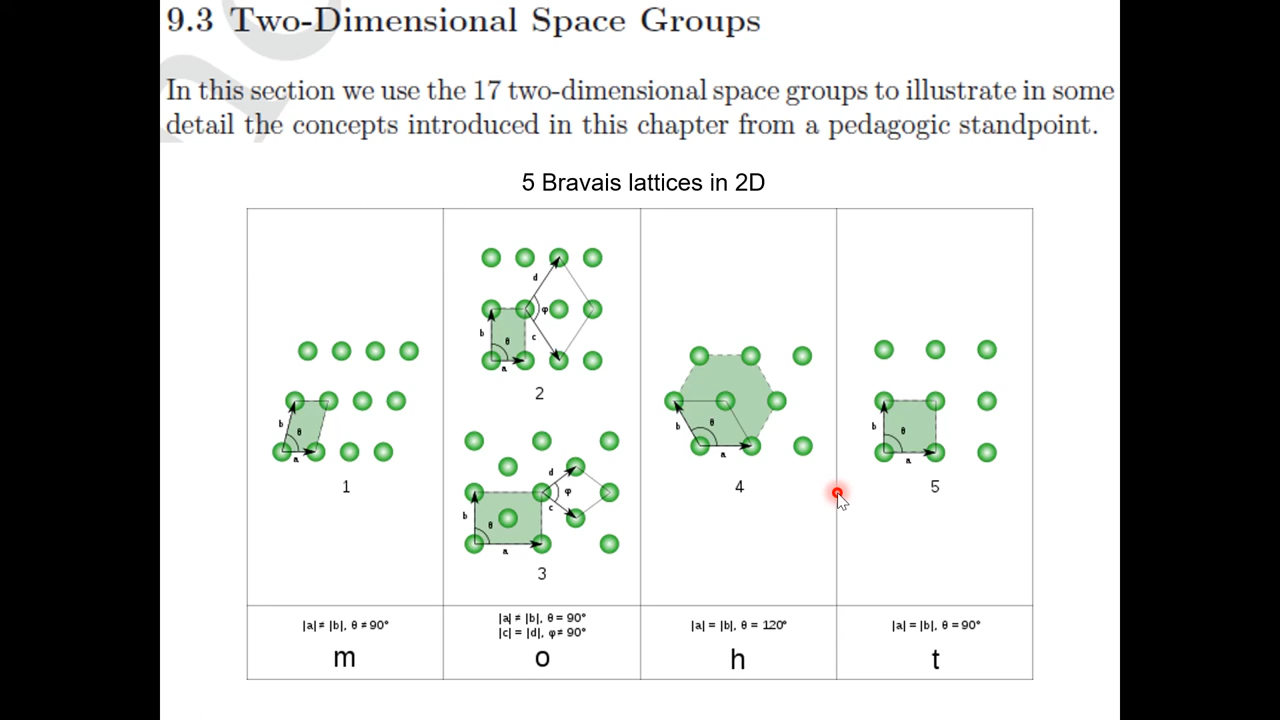 9.3 Two-Dimensional Space Groups
In this section we use the 17 two-dimensional space groups to illustrate in some
detail the concepts introduced in this chapter from a pedagogic standpoint.
5 Bravais lattices in 2D
b θ a
1
d φ b θ c a
2
d φ c b θ a
3
b θ a
4
b θ a
5
|a| ≠ |b|, θ ≠ 90°
m
|a| ≠ |b|, θ = 90°
|c| = |d|, φ ≠ 90°
o
|a| = |b|, θ = 120°
h
|a| = |b|, θ = 90°
t